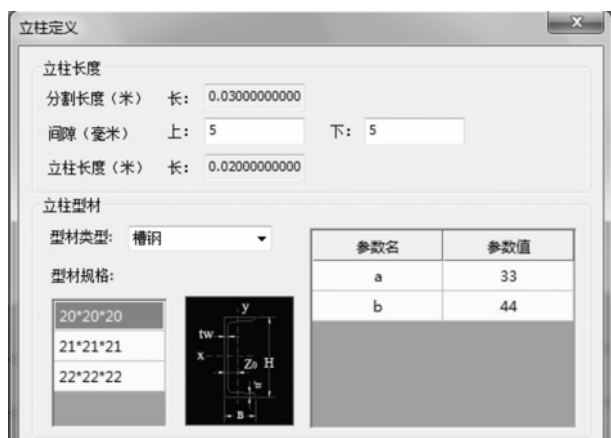 立柱定义
立柱长度
分割长度（米） 长： 0.03000000000
间隙（毫米） 上： 5 下： 5
立柱长度（米） 长： 0.02000000000
立柱型材
型材类型: 槽钢
参数名 参数值
型材规格:
a 33
b 44
20*20*20
21*21*21
22*22*22
y
tw
x Z₀ H
B